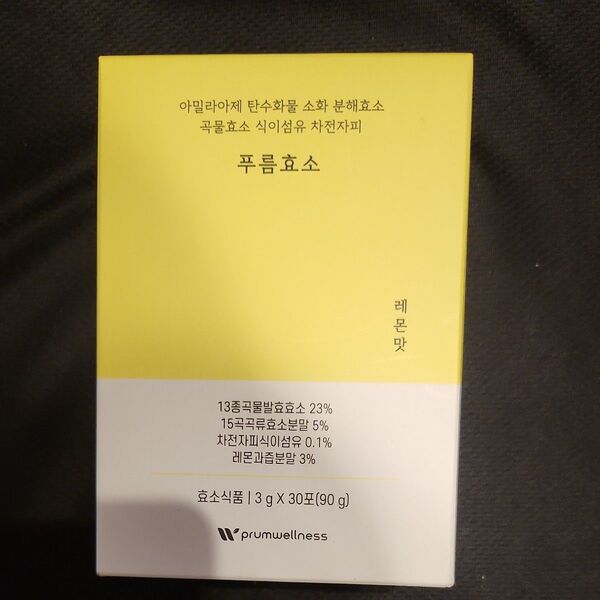 아밀라아제 탄수화물 소화 분해효소
곡물효소 식이섬유 차전자피
푸름효소
레몬맛
13종곡물발효효소 23%
15곡곡류효소분말 5%
차전자피식이섬유 0.1%
레몬과즙분말 3%
효소식품 | 3 g X 30포(90 g)
prumwellness